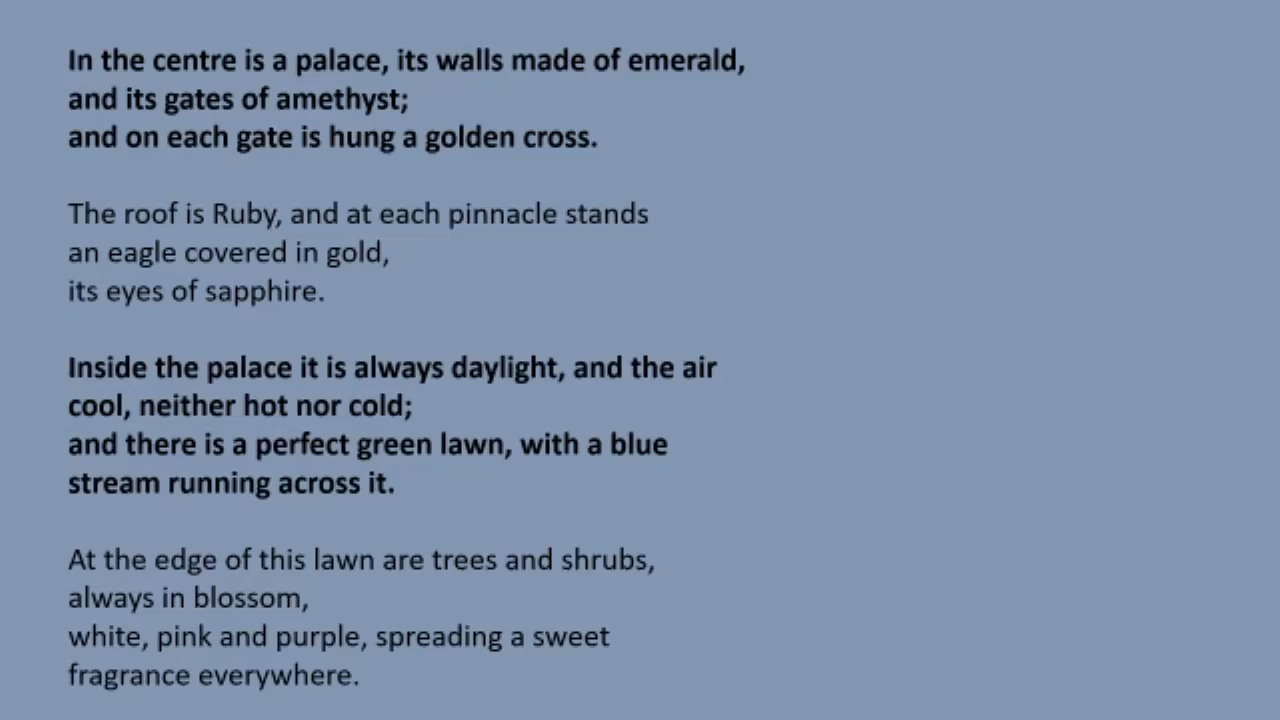 In the centre is a palace, its walls made of emerald,
and its gates of amethyst;
and on each gate is hung a golden cross.
The roof is Ruby, and at each pinnacle stands
an eagle covered in gold,
its eyes of sapphire.
Inside the palace it is always daylight, and the air
cool, neither hot nor cold;
and there is a perfect green lawn, with a blue
stream running across it.
At the edge of this lawn are trees and shrubs,
always in blossom,
white, pink and purple, spreading a sweet
fragrance everywhere.